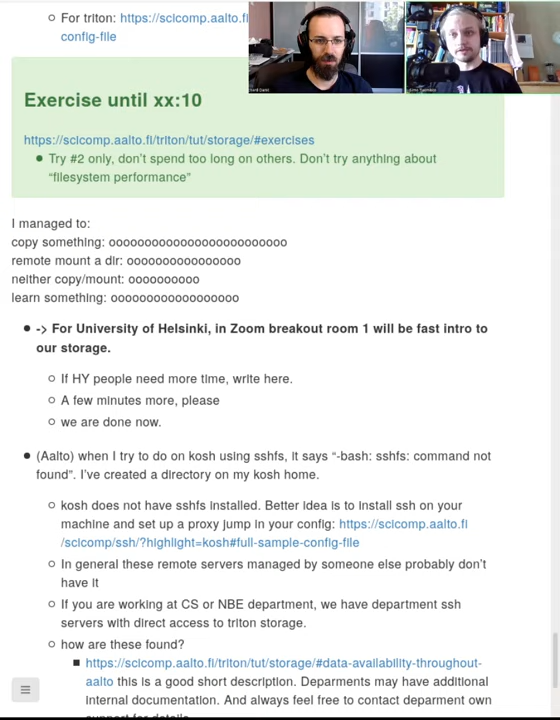 For triton: https://scicomp.aalto.fi
config-file
Exercise until xx:10
https://scicomp.aalto.fi/triton/tut/storage/#exercises
Try #2 only, don't spend too long on others. Don't try anything about
“filesystem performance”
I managed to:
copy something: ooooooooooooooooooooooooo
remote mount a dir: oooooooooooooooo
neither copy/mount: oooooooooo
learn something: oooooooooooooooooo
-> For University of Helsinki, in Zoom breakout room 1 will be fast intro to
our storage.
If HY people need more time, write here.
A few minutes more, please
we are done now.
(Aalto) when I try to do on kosh using sshfs, it says “-bash: sshfs: command not
found”. I've created a directory on my kosh home.
kosh does not have sshfs installed. Better idea is to install ssh on your
machine and set up a proxy jump in your config: https://scicomp.aalto.fi
/scicomp/ssh/?highlight=kosh#full-sample-config-file
In general these remote servers managed by someone else probably don't
have it
If you are working at CS or NBE department, we have department ssh
servers with direct access to triton storage.
how are these found?
https://scicomp.aalto.fi/triton/tut/storage/#data-availability-throughout-
aalto this is a good short description. Deparments may have additional
internal documentation. And always feel free to contact deparment own
support for details